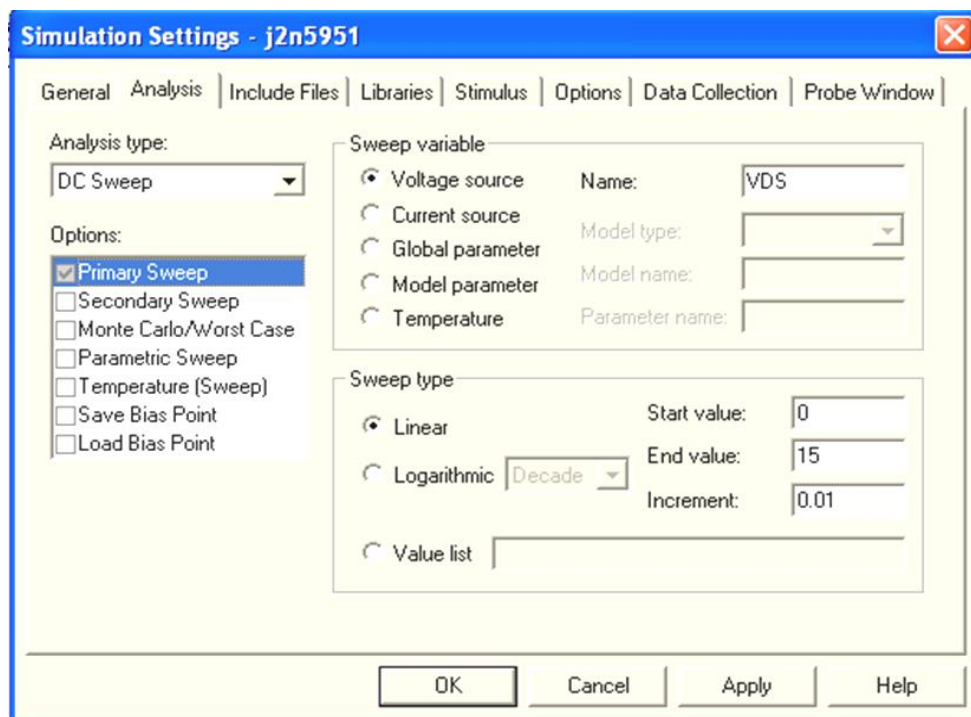 Simulation Settings - j2n5951
General Analysis Include Files Libraries Stimulus Options Data Collection Probe Window
Analysis type:
DC Sweep
Options:
Primary Sweep
Secondary Sweep
Monte Carlo/Worst Case
Parametric Sweep
Temperature (Sweep)
Save Bias Point
Load Bias Point
Sweep variable
Voltage source
Current source
Global parameter
Model parameter
Temperature
Name: VDS
Model type:
Model name:
Parameter name:
Sweep type
Linear
Logarithmic Decade
Value list
Start value: 0
End value: 15
Increment: 0.01
OK Cancel Apply Help